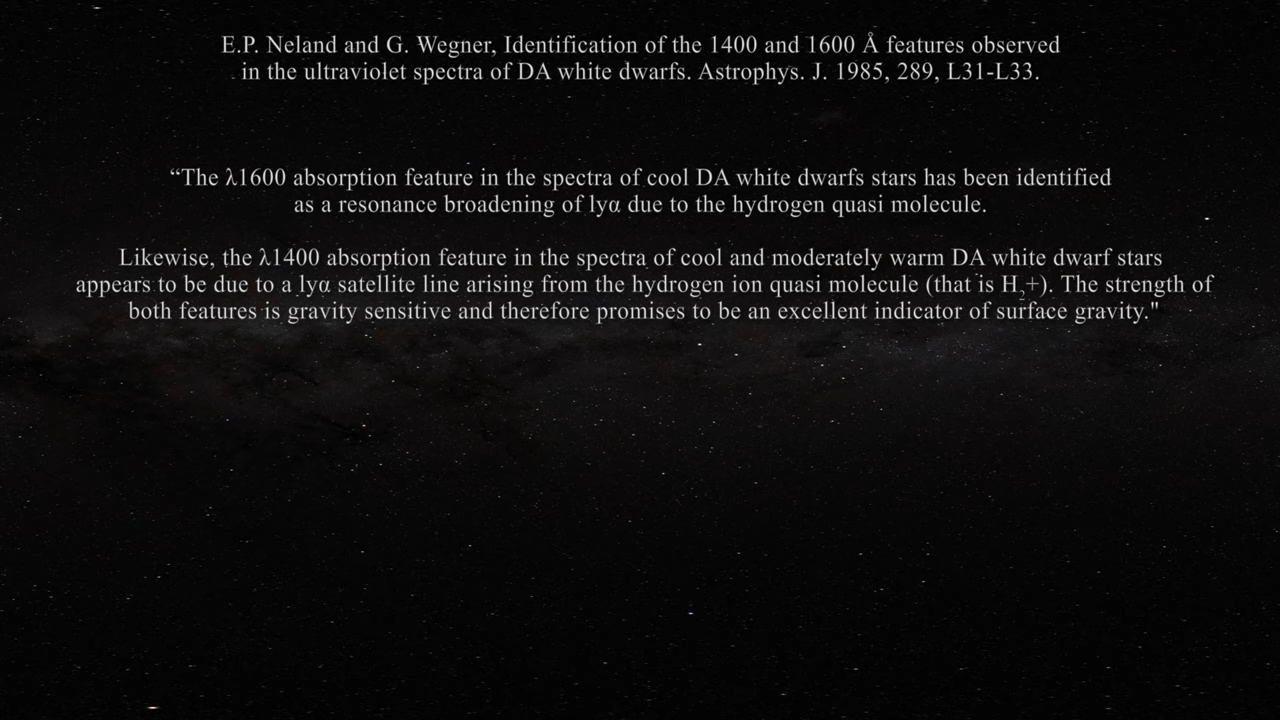 E.P. Neland and G. Wegner, Identification of the 1400 and 1600 Å features observed
in the ultraviolet spectra of DA white dwarfs. Astrophys. J. 1985, 289, L31-L33.
“The λ1600 absorption feature in the spectra of cool DA white dwarfs stars has been identified
as a resonance broadening of lyα due to the hydrogen quasi molecule.
Likewise, the λ1400 absorption feature in the spectra of cool and moderately warm DA white dwarf stars
appears to be due to a lyα satellite line arising from the hydrogen ion quasi molecule (that is H₂+). The strength of
both features is gravity sensitive and therefore promises to be an excellent indicator of surface gravity."